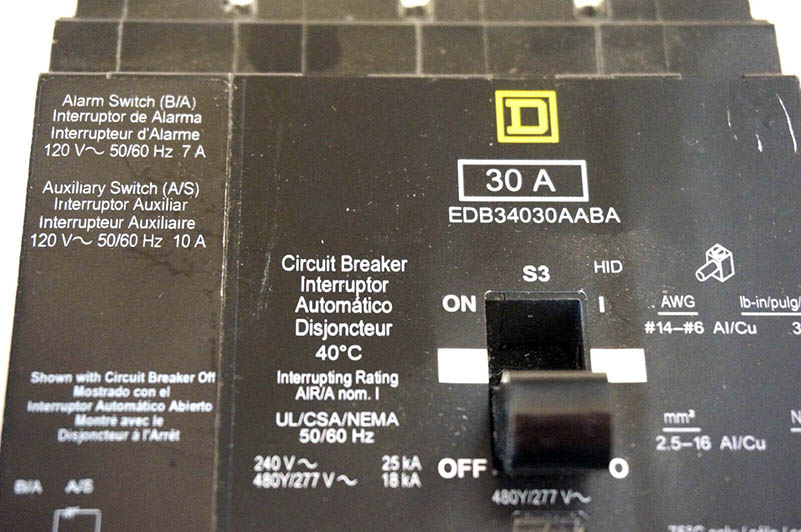 Alarm Switch (B/A)
Interruptor de Alarma
Interrupteur d'Alarme
120 V~ 50/60 Hz 7 A
Auxiliary Switch (A/S)
Interruptor Auxiliar
Interrupteur Auxiliaire
120 V~ 50/60 Hz 10 A
Shown with Circuit Breaker Off
Mostrado con el
Interruptor Automático Abierto
Montré avec le
Disjoncteur à l'Arrêt
B/A A/S
D
30 A
EDB34030AABA
Circuit Breaker
Interruptor
Automático
Disjoncteur
40°C
Interrupting Rating
AIR/A nom. I
UL/CSA/NEMA
50/60 Hz
240 V~ 25 kA
480Y/277 V~ 18 kA
S3
HID
ON I
OFF O
480Y/277 V~
AWG lb-in/pulg/
#14–#6 Al/Cu 3
mm² N
2.5–16 Al/Cu